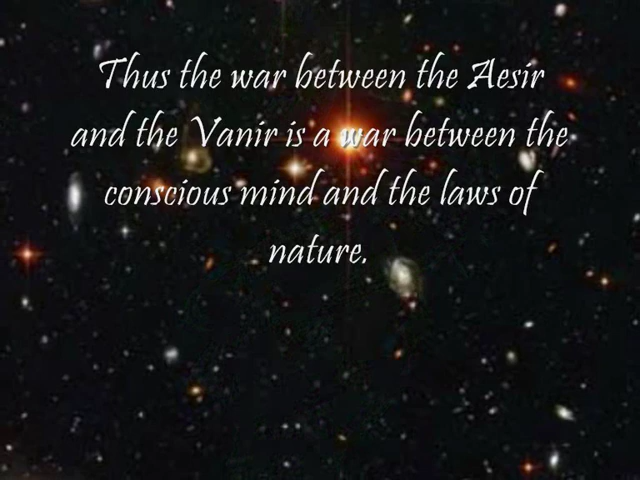 Thus the war between the Aesir
and the Vanir is a war between the
conscious mind and the laws of
nature.